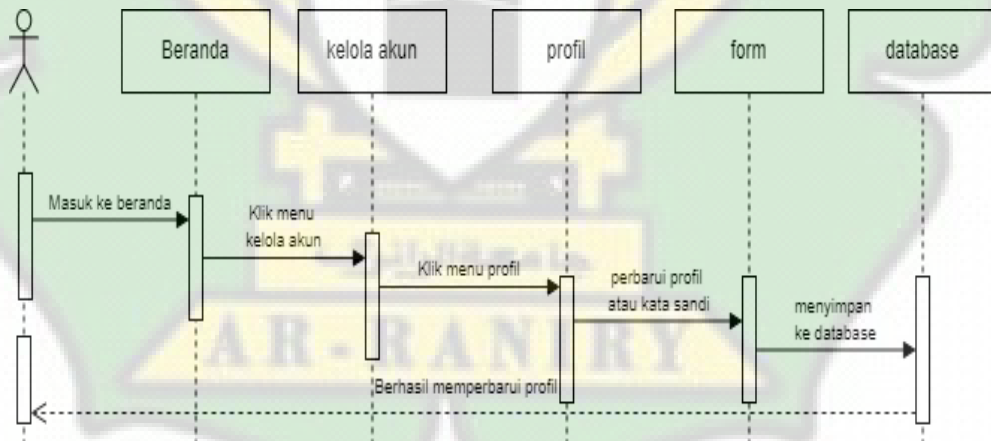 Beranda
kelola akun
profil
form
database
Masuk ke beranda
Klik menu
kelola akun
Klik menu profil
perbarui profil
atau kata sandi
menyimpan
ke database
AR-RANIRY
Berhasil memperbarui profil